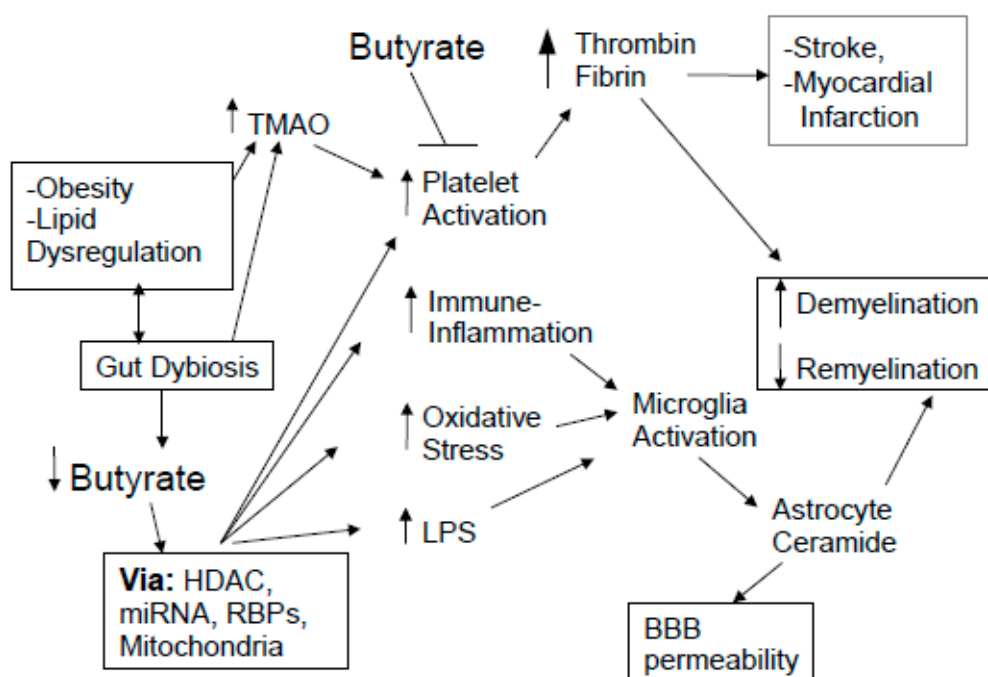 Butyrate
Thrombin
Fibrin
-Stroke,
-Myocardial
Infarction
TMAO
-Obesity
-Lipid
Dysregulation
Platelet
Activation
Immune-
Inflammation
Demyelination
Remyelination
Gut Dybiosis
Oxidative
Stress
Microglia
Activation
Butyrate
LPS
Astrocyte
Ceramide
Via: HDAC,
miRNA, RBPs,
Mitochondria
BBB
permeability